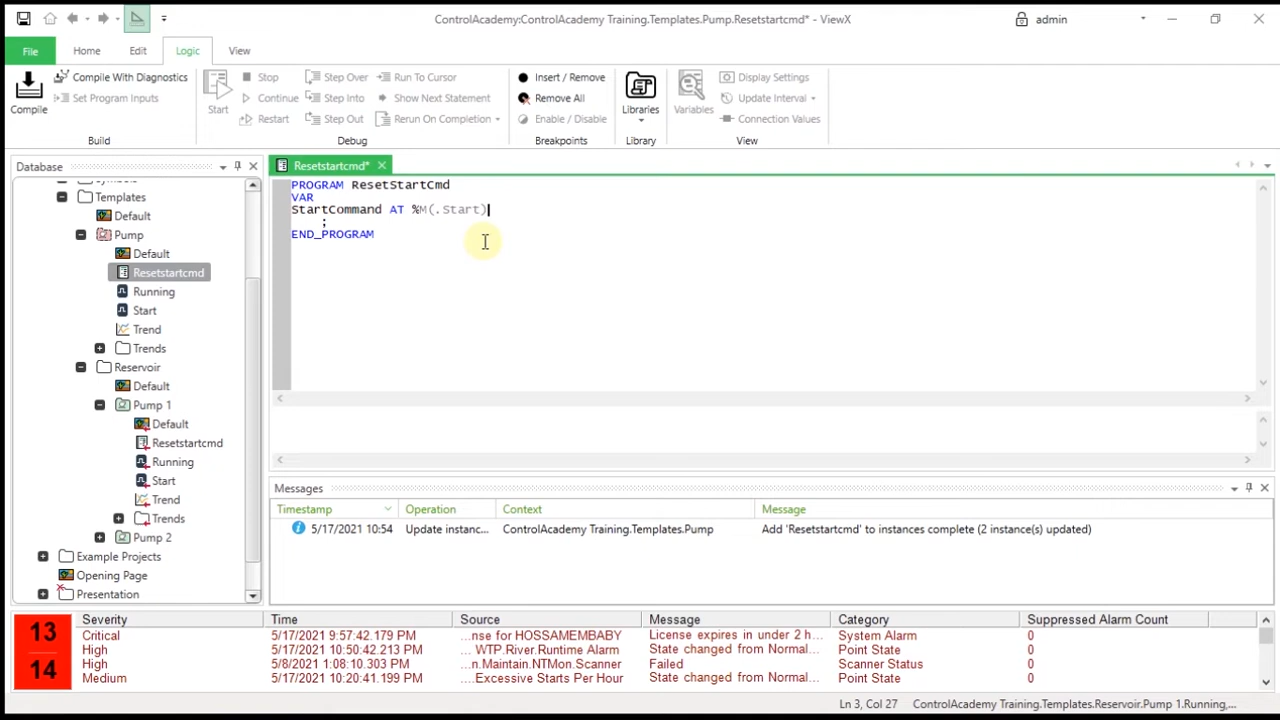 ControlAcademy:ControlAcademy Training.Templates.Pump.Resetstartcmd* - ViewX
admin
File Home Edit Logic View
Compile
Compile With Diagnostics
Set Program Inputs
Build
Start
Stop
Continue
Restart
Step Over
Step Into
Step Out
Run To Cursor
Show Next Statement
Rerun On Completion
Debug
Insert / Remove
Remove All
Enable / Disable
Breakpoints
Libraries
Library
Variables
Display Settings
Update Interval
Connection Values
View
Database
Templates
Default
Pump
Default
Resetstartcmd
Running
Start
Trend
Trends
Reservoir
Default
Pump 1
Default
Resetstartcmd
Running
Start
Trend
Trends
Pump 2
Example Projects
Opening Page
Presentation
Resetstartcmd*
PROGRAM ResetStartCmd
VAR
StartCommand AT %M(.Start)
;
END_PROGRAM
Messages
Timestamp Operation Context Message
5/17/2021 10:54 Update instanc... ControlAcademy Training.Templates.Pump Add 'Resetstartcmd' to instances complete (2 instance(s) updated)
13
14
Severity Time Source Message Category Suppressed Alarm Count
Critical 5/17/2021 9:57:42.179 PM ...nse for HOSSAMEMBABY License expires in under 2 h... System Alarm 0
High 5/17/2021 10:50:42.213 PM ... WTP.River.Runtime Alarm State changed from Normal... Point State 0
High 5/8/2021 1:08:10.303 PM ...n.Maintain.NTMon.Scanner Failed Scanner Status 0
Medium 5/17/2021 10:20:41.199 PM ....Excessive Starts Per Hour State changed from Normal... Point State 0
Ln 3, Col 27 ControlAcademy Training.Templates.Reservoir.Pump 1.Running,...